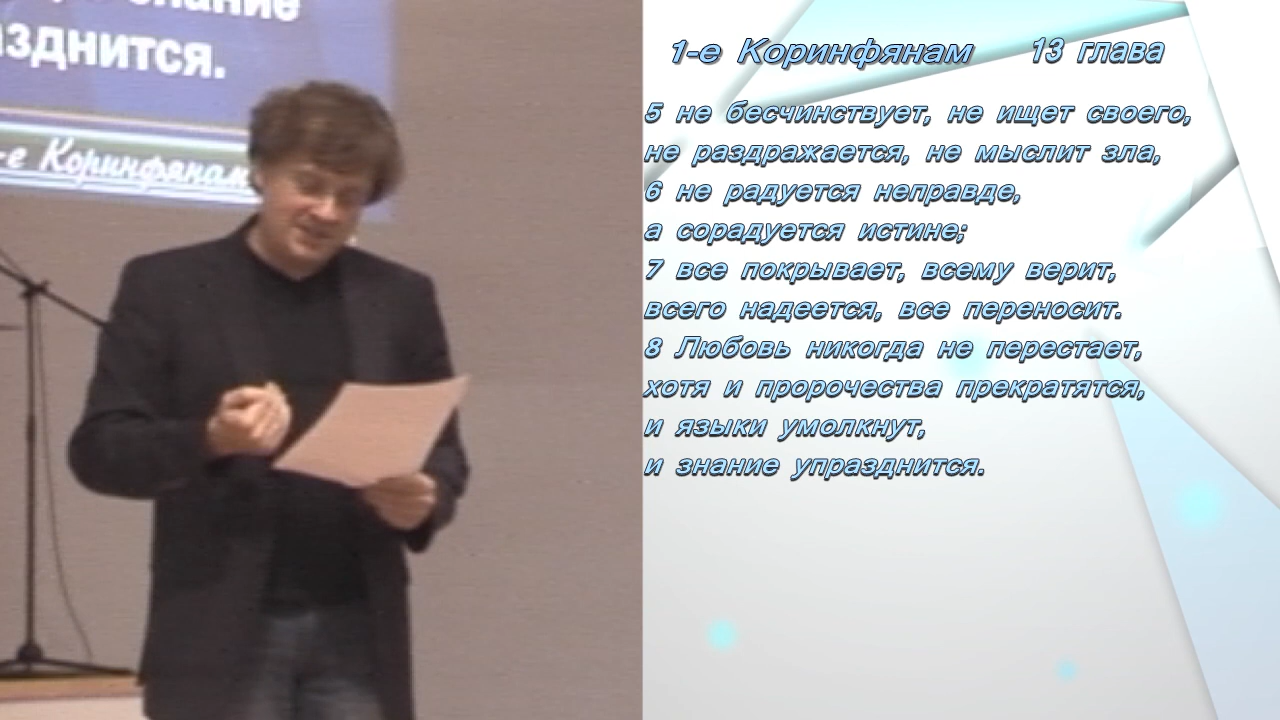 знание
зднится.
-е Коринфянам
1-е Коринфянам 13 глава
5 не бесчинствует, не ищет своего,
не раздражается, не мыслит зла,
6 не радуется неправде,
а сорадуется истине;
7 все покрывает, всему верит,
всего надеется, все переносит.
8 Любовь никогда не перестает,
хотя и пророчества прекратятся,
и языки умолкнут,
и знание упразднится.